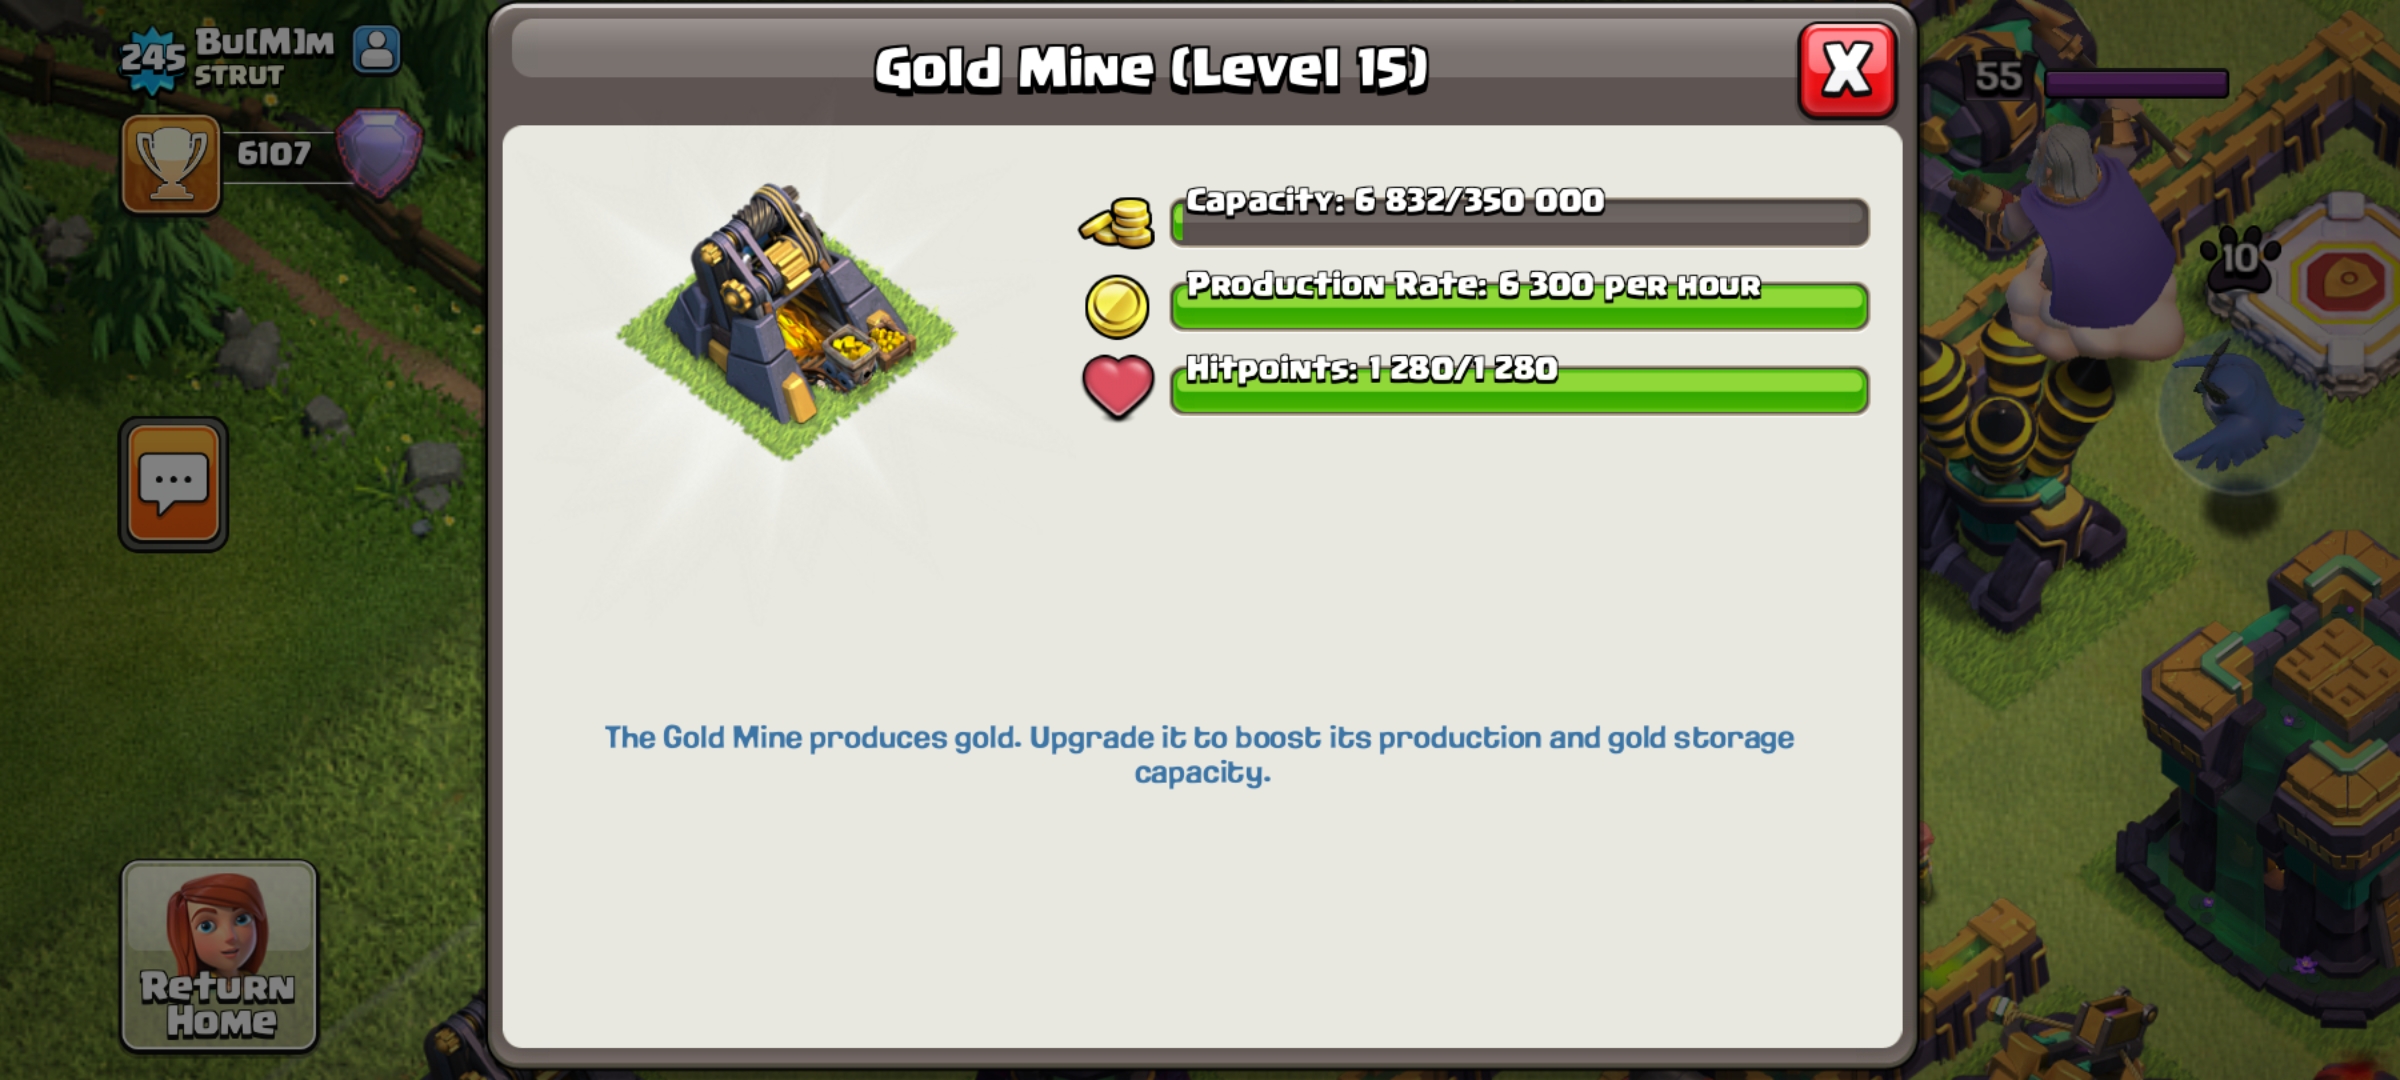 245
Bu[M]m
STRUT
6107
Return
Home
Gold Mine (Level 15)
X
Capacity: 6 832/350 000
Production Rate: 6 300 per hour
Hitpoints: 1 280/1 280
The Gold Mine produces gold. Upgrade it to boost its production and gold storage
capacity.
55
10